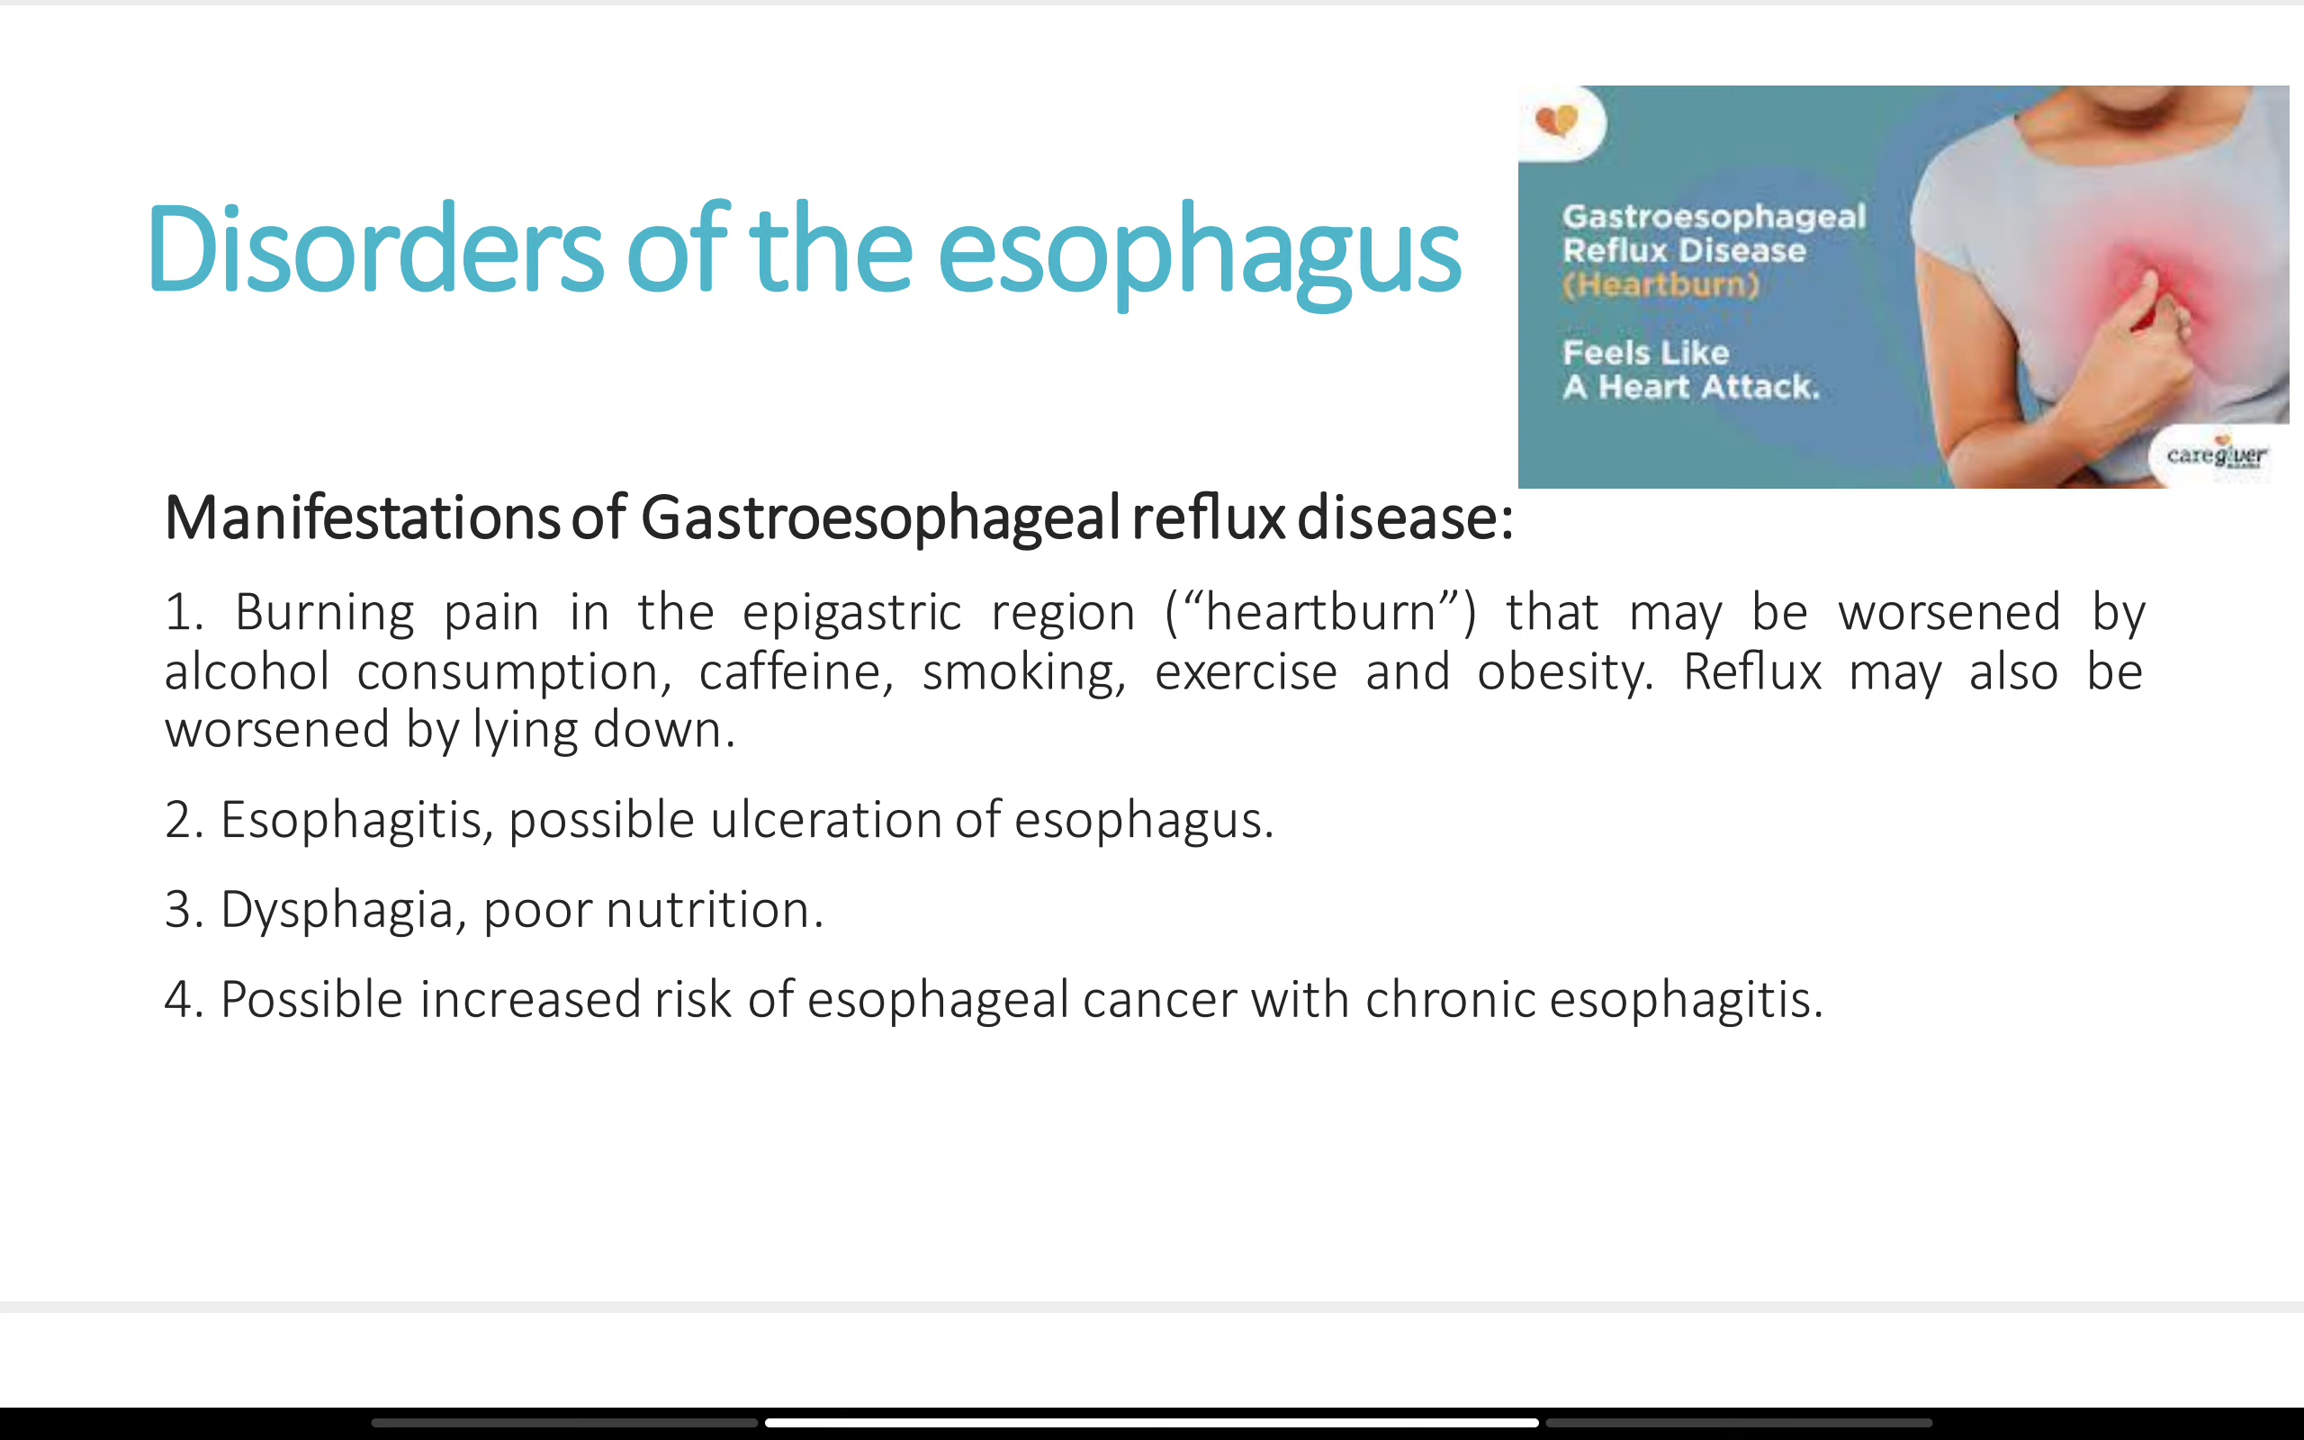 Disorders of the esophagus
Gastroesophageal
Reflux Disease
(Heartburn)
Feels Like
A Heart Attack.
caregiver
Manifestations of Gastroesophageal reflux disease:
1. Burning pain in the epigastric region (“heartburn”) that may be worsened by
alcohol consumption, caffeine, smoking, exercise and obesity. Reflux may also be
worsened by lying down.
2. Esophagitis, possible ulceration of esophagus.
3. Dysphagia, poor nutrition.
4. Possible increased risk of esophageal cancer with chronic esophagitis.